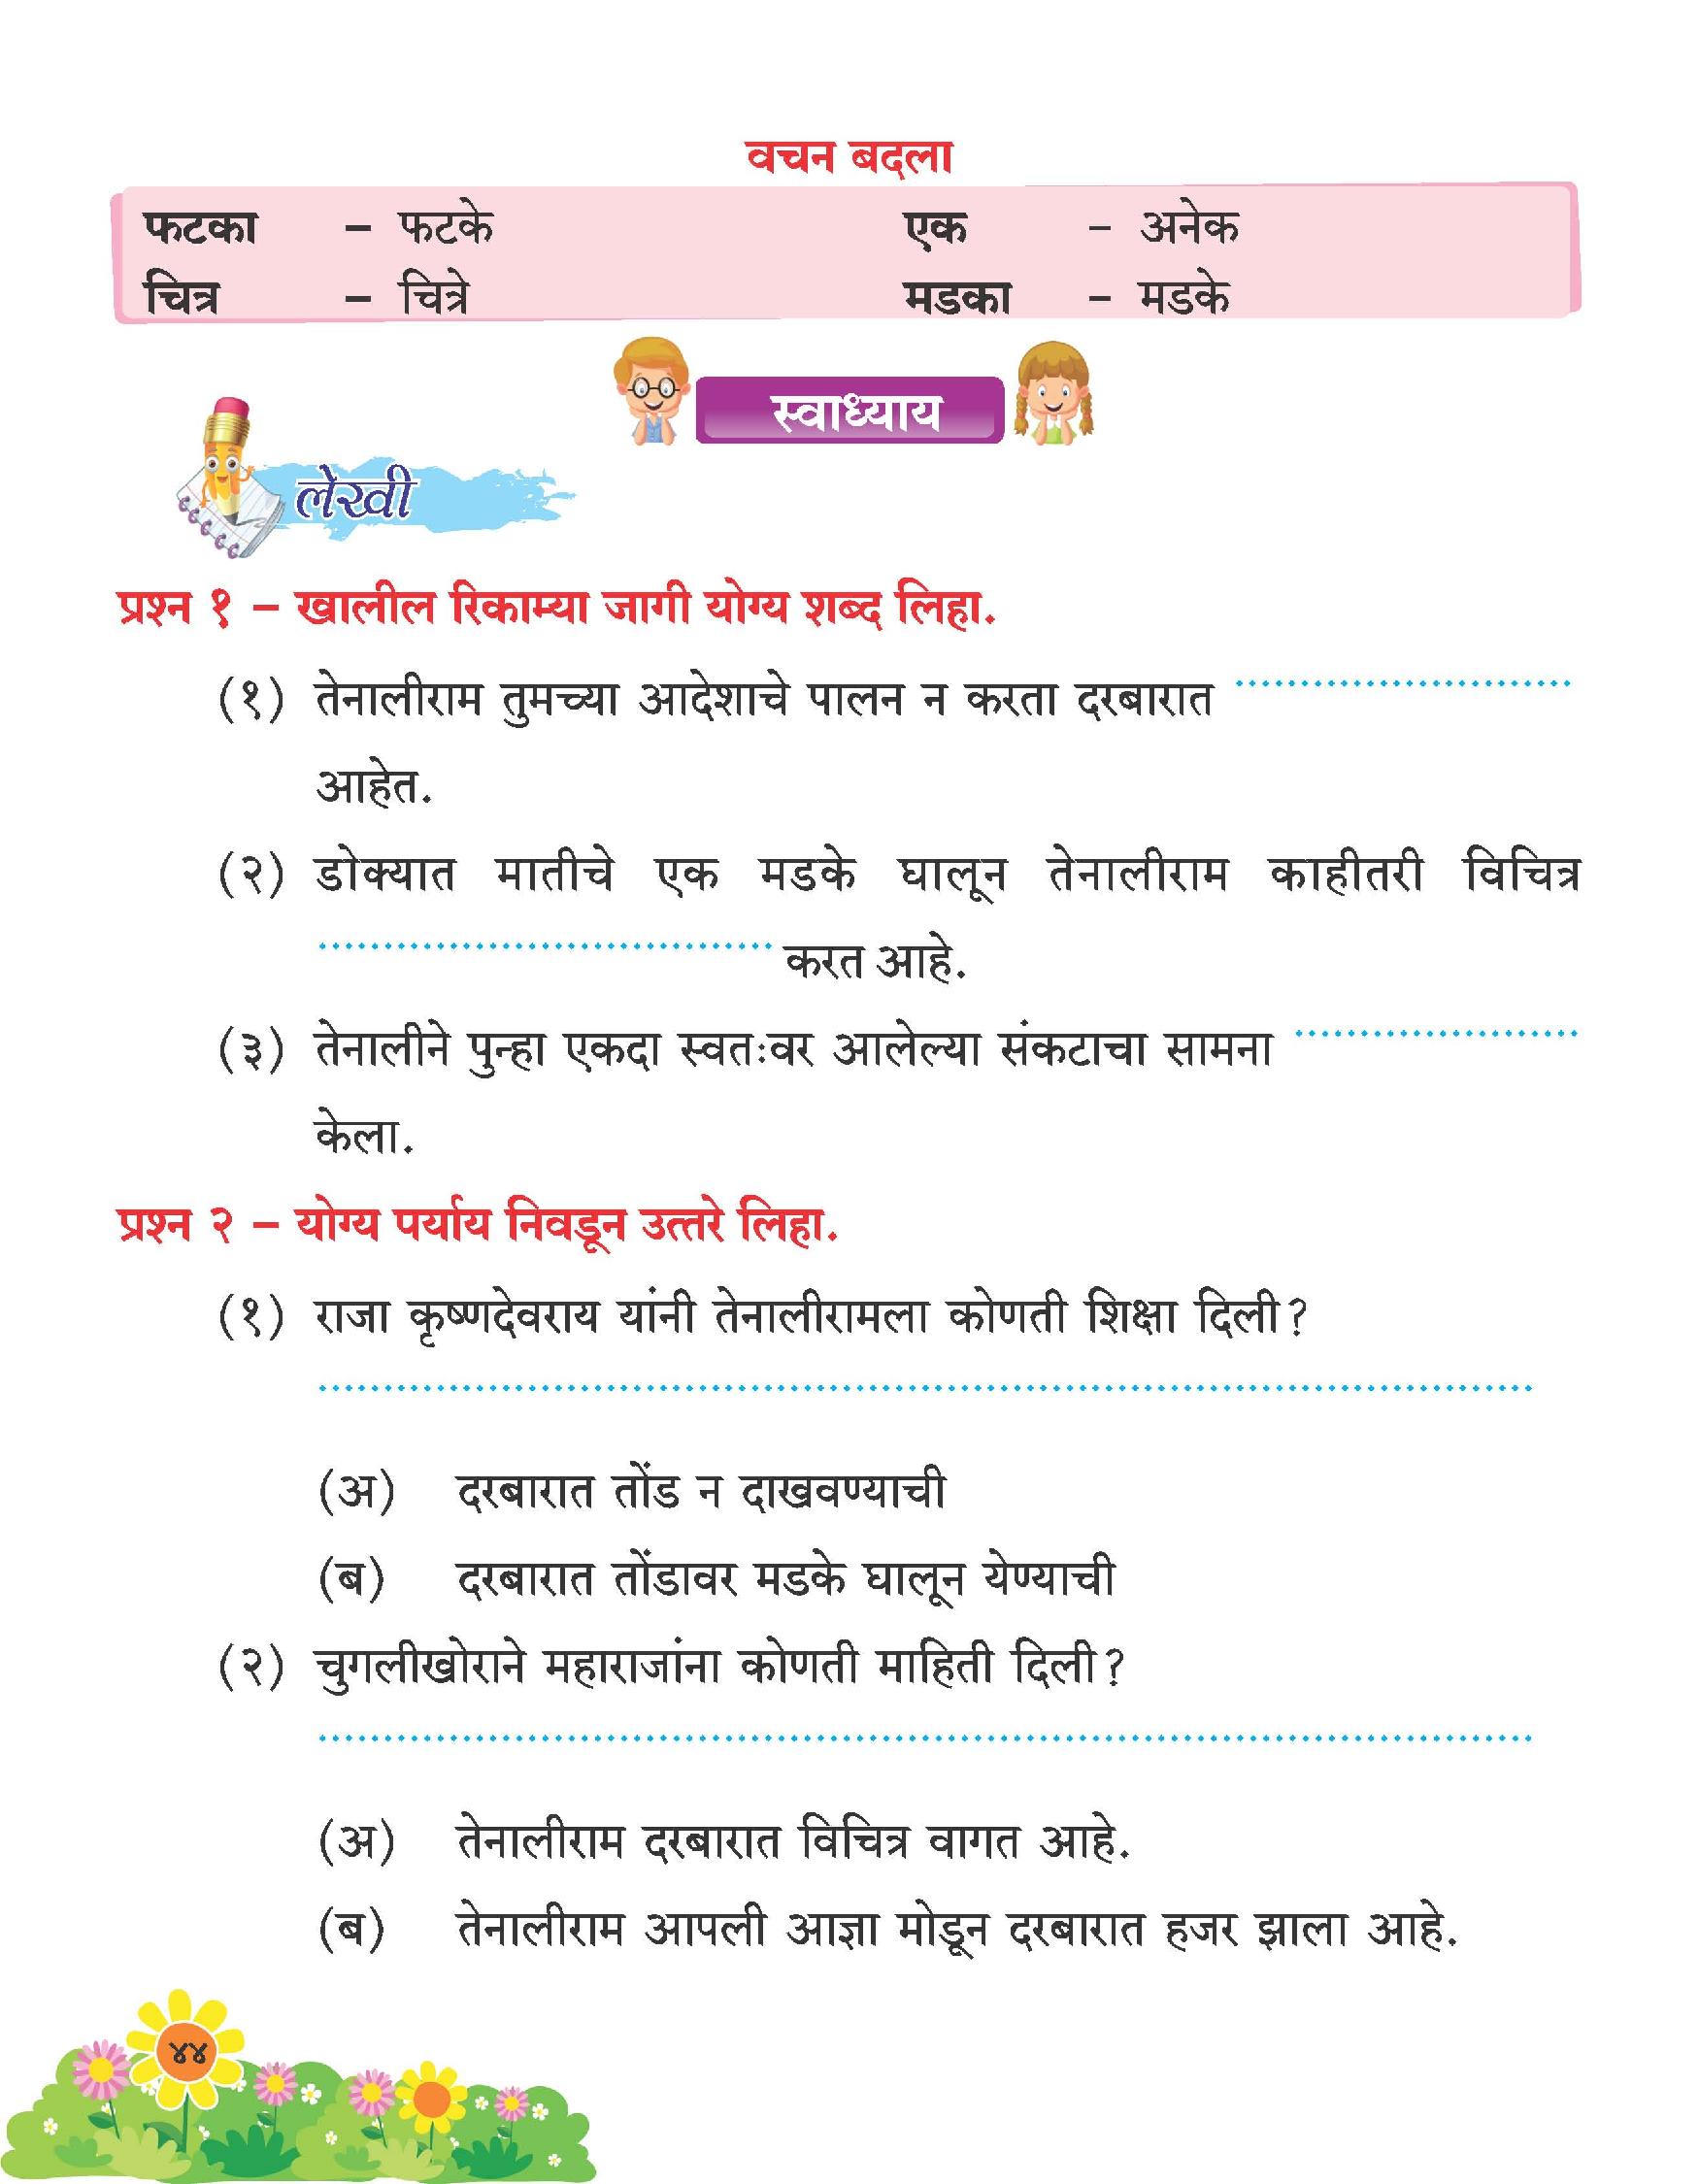 वचन बदला
फटका – फटके एक – अनेक
चित्र – चित्रे मडका – मडके
स्वाध्याय
लेखी
प्रश्न १ – खालील रिकाम्या जागी योग्य शब्द लिहा.
(१) तेनालीराम तुमच्या आदेशाचे पालन न करता दरबारात ..........................
आहेत.
(२) डोक्यात मातीचे एक मडके घालून तेनालीराम काहीतरी विचित्र
................................... करत आहे.
(३) तेनालीने पुन्हा एकदा स्वतःवर आलेल्या संकटाचा सामना ......................
केला.
प्रश्न २ – योग्य पर्याय निवडून उत्तरे लिहा.
(१) राजा कृष्णदेवराय यांनी तेनालीरामला कोणती शिक्षा दिली?
(अ) दरबारात तोंड न दाखवण्याची
(ब) दरबारात तोंडावर मडके घालून येण्याची
(२) चुगलीखोराने महाराजांना कोणती माहिती दिली?
(अ) तेनालीराम दरबारात विचित्र वागत आहे.
(ब) तेनालीराम आपली आज्ञा मोडून दरबारात हजर झाला आहे.
४४